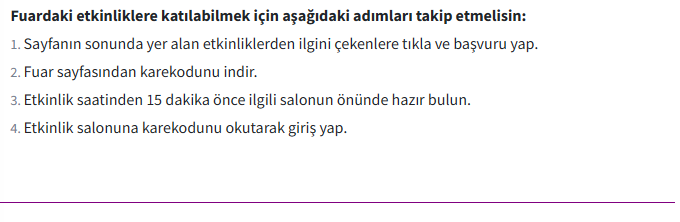 Fuardaki etkinliklere katılabilmek için aşağıdaki adımları takip etmelisin:
1. Sayfanın sonunda yer alan etkinliklerden ilgini çekenlere tıkla ve başvuru yap.
2. Fuar sayfasından karekodunu indir.
3. Etkinlik saatinden 15 dakika önce ilgili salonun önünde hazır bulun.
4. Etkinlik salonuna karekodunu okutarak giriş yap.